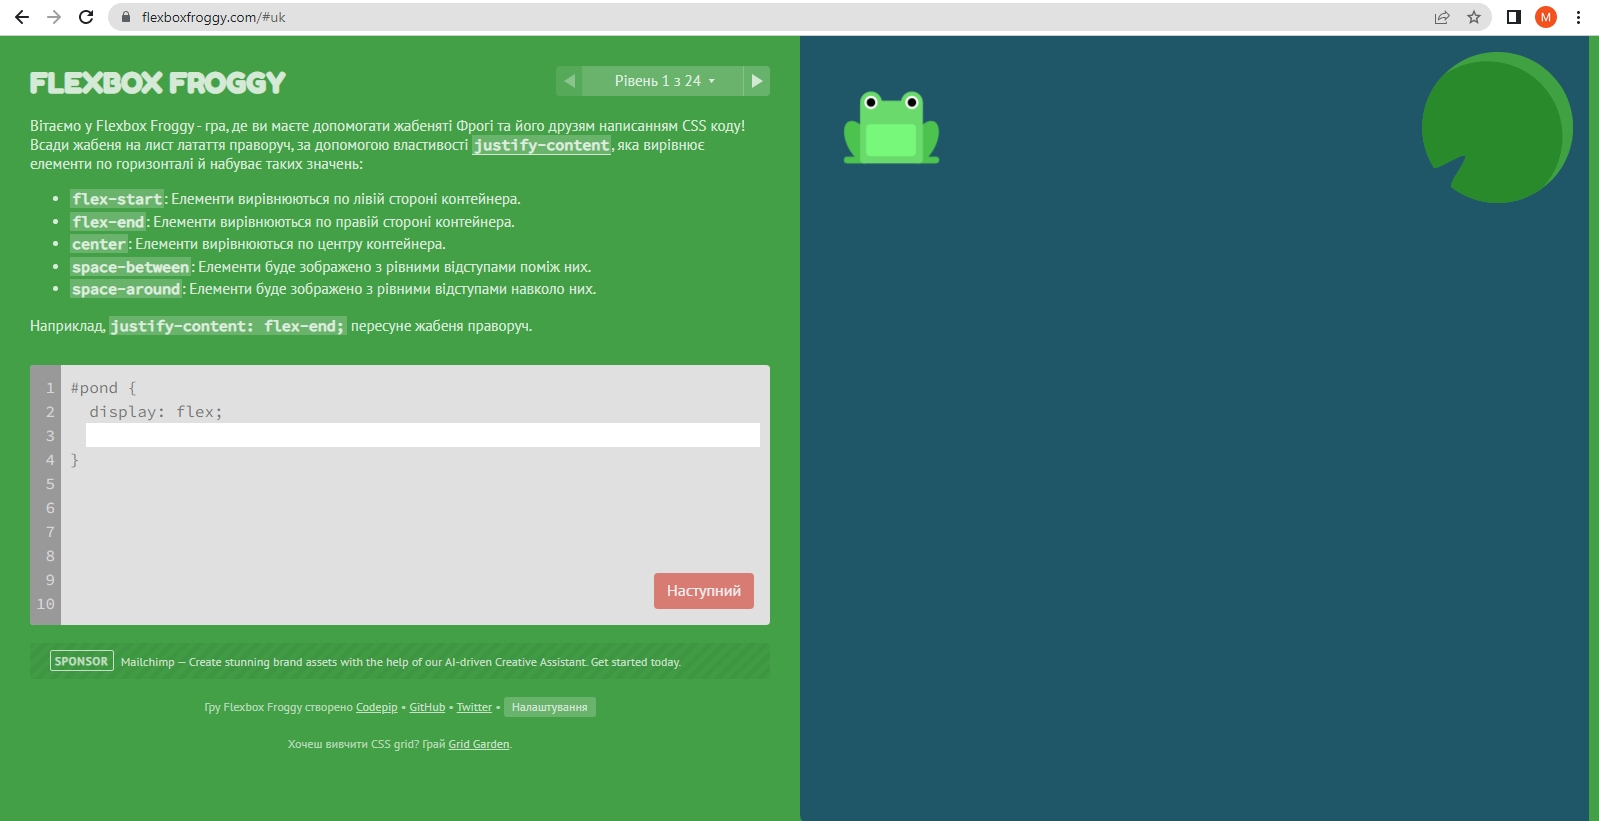 flexboxfroggy.com/#uk
M
FLEXBOX FROGGY
Рівень 1 з 24
Вітаємо у Flexbox Froggy - гра, де ви маєте допомогати жабеняті Фрогі та його друзям написанням CSS коду!
Всади жабеня на лист латаття праворуч, за допомогою властивості justify-content, яка вирівнює
елементи по горизонталі й набуває таких значень:
• flex-start: Елементи вирівнюються по лівій стороні контейнера.
• flex-end: Елементи вирівнюються по правій стороні контейнера.
• center: Елементи вирівнюються по центру контейнера.
• space-between: Елементи буде зображено з рівними відступами поміж них.
• space-around: Елементи буде зображено з рівними відступами навколо них.
Наприклад, justify-content: flex-end; пересуне жабеня праворуч.
1 #pond {
2 display: flex;
3
4 }
5
6
7
8
9
10
Наступний
SPONSOR Mailchimp — Create stunning brand assets with the help of our AI-driven Creative Assistant. Get started today.
Гру Flexbox Froggy створено Codepip • GitHub • Twitter • Налаштування
Хочеш вивчити CSS grid? Грай Grid Garden.